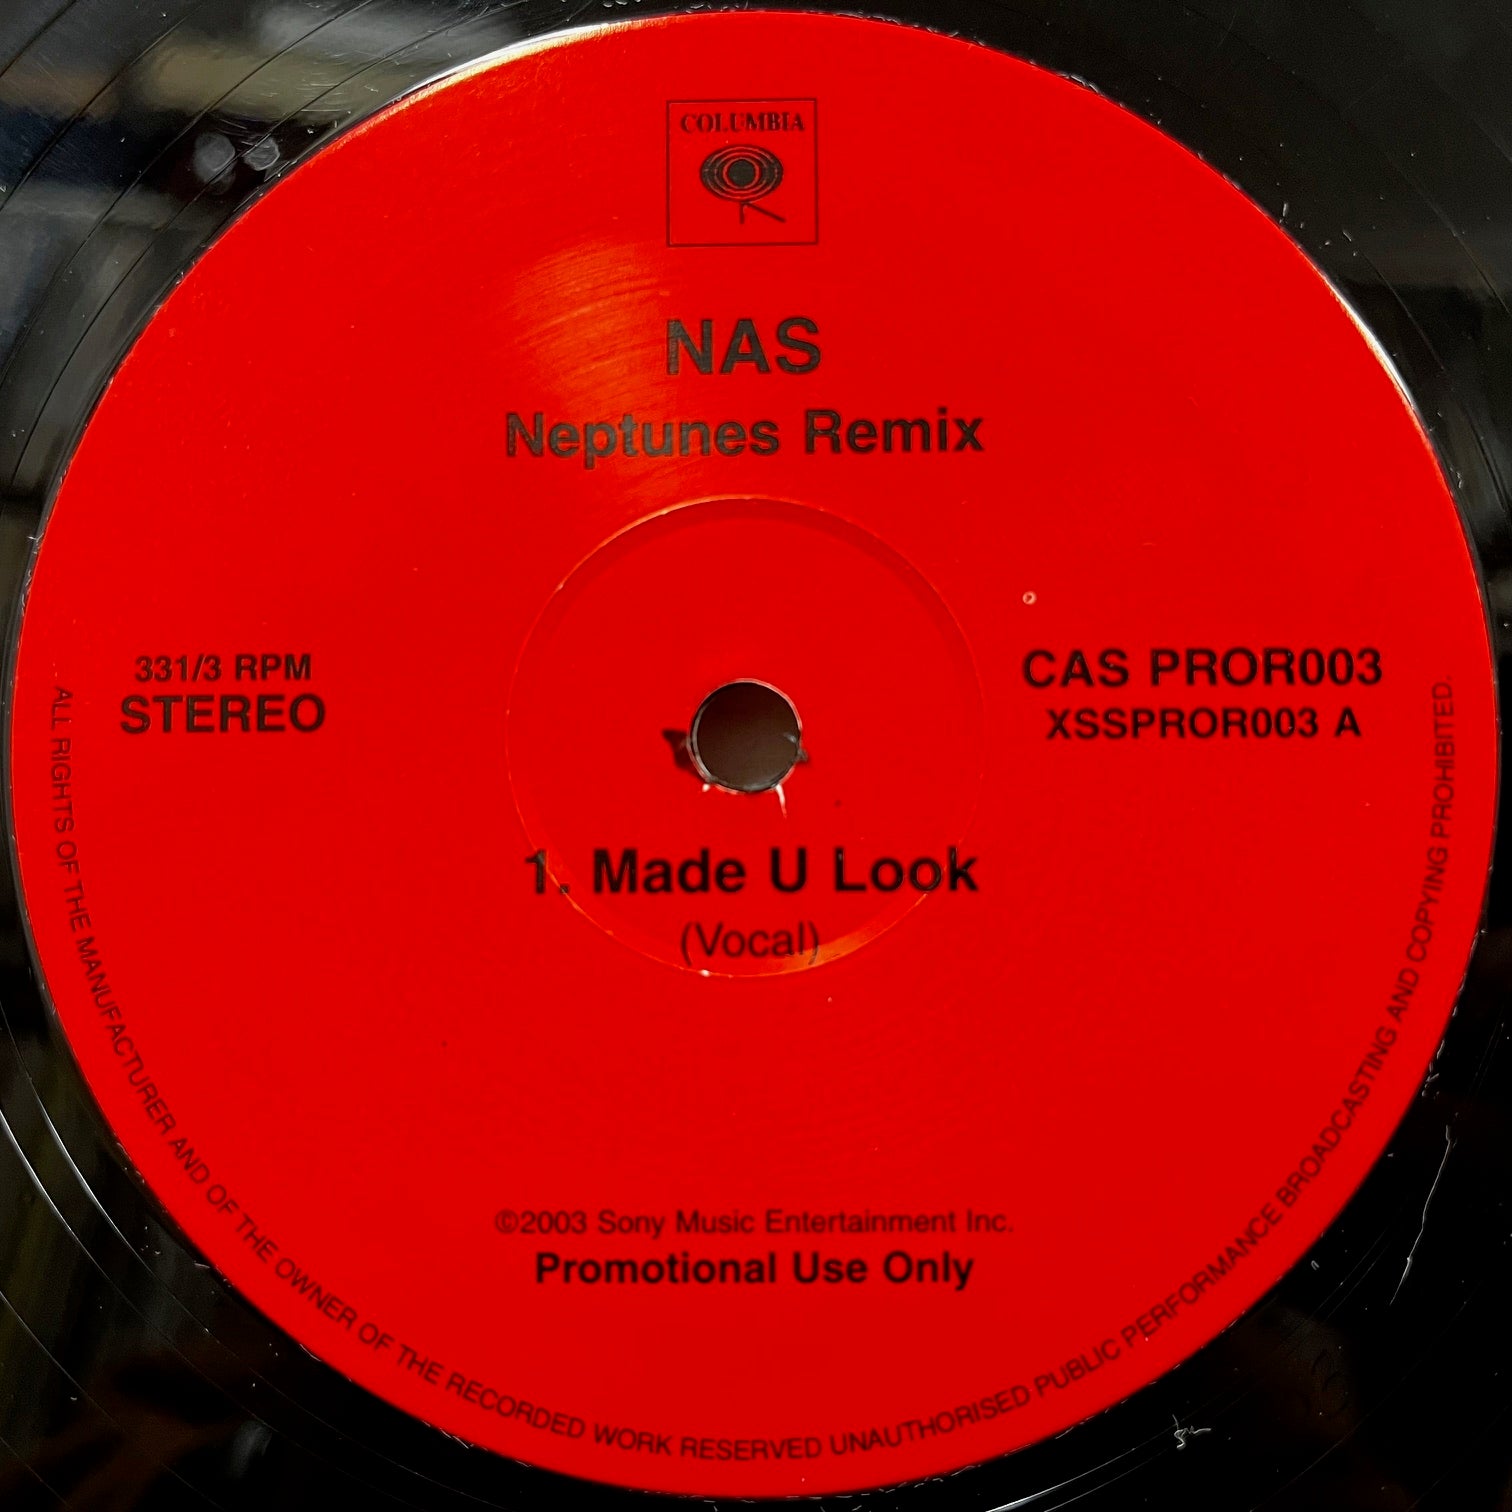 COLUMBIA
NAS
Neptunes Remix
331/3 RPM
STEREO
CAS PROR003
XSSPROR003 A
1. Made U Look
(Vocal)
©2003 Sony Music Entertainment Inc.
Promotional Use Only
ALL RIGHTS OF THE MANUFACTURER AND OF THE OWNER OF THE RECORDED WORK RESERVED UNAUTHORISED PUBLIC PERFORMANCE BROADCASTING AND COPYING PROHIBITED.